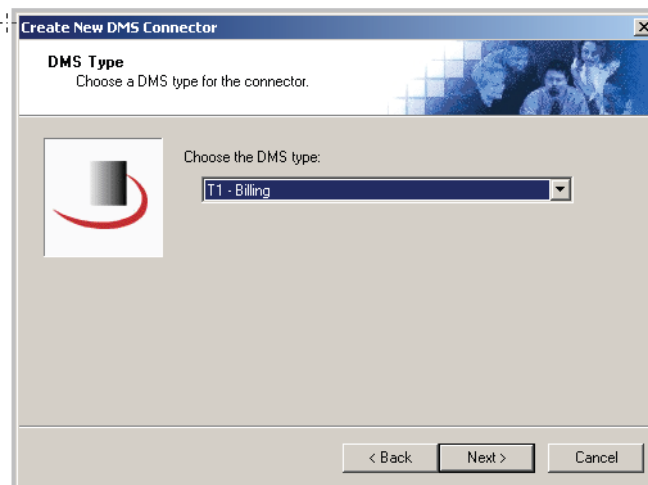 Create New DMS Connector
DMS Type
Choose a DMS type for the connector.
Choose the DMS type:
T1 - Billing
< Back Next > Cancel